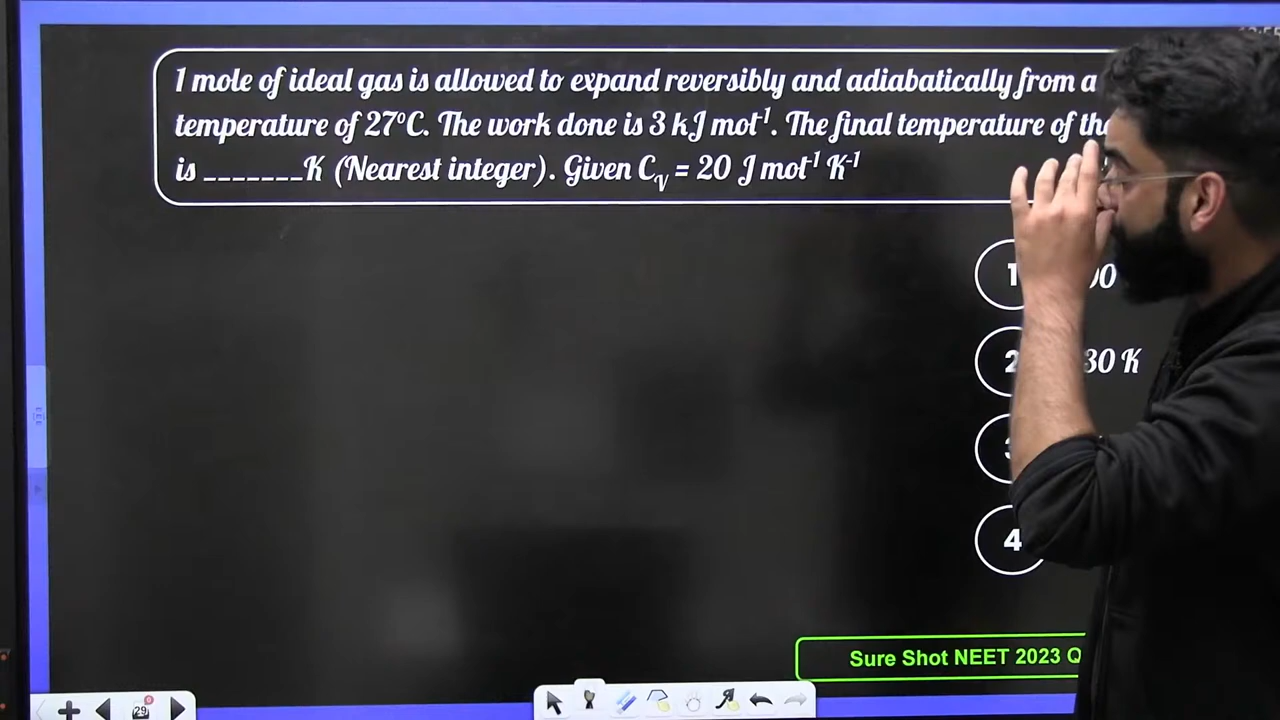 1 mole of ideal gas is allowed to expand reversibly and adiabatically from a
temperature of 27°C. The work done is 3 kJ mol⁻¹. The final temperature of
is _______K (Nearest integer). Given Cᵥ = 20 J mol⁻¹ K⁻¹
1
2
30 K
4
Sure Shot NEET 2023 Q
29